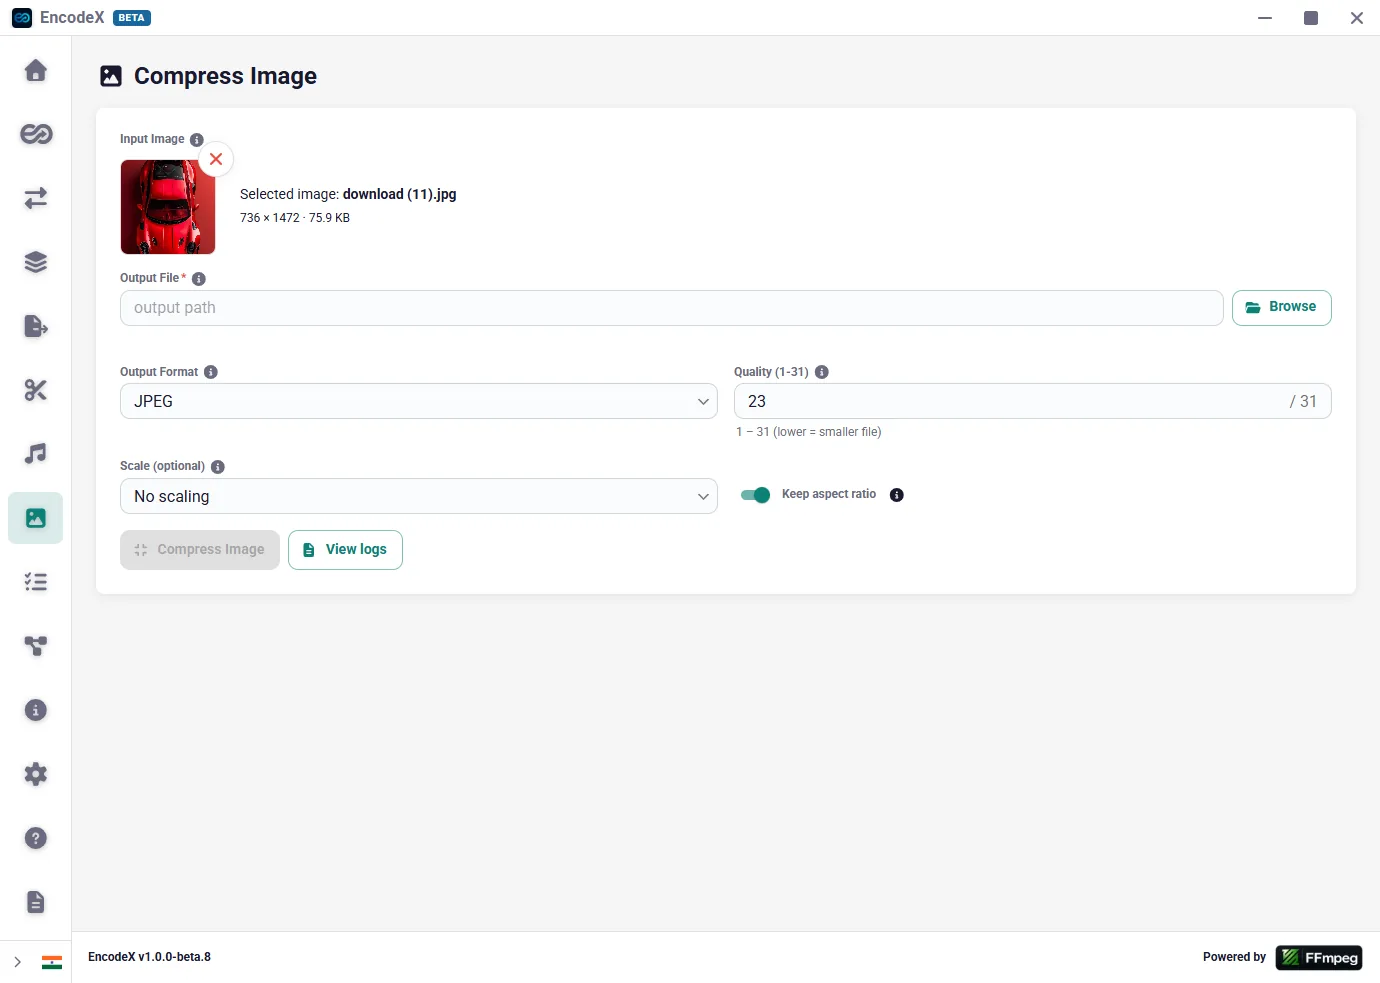 EncodeX BETA
Compress Image
Input Image
Selected image: download (11).jpg
736 × 1472 · 75.9 KB
Output File*
output path
Browse
Output Format
JPEG
Quality (1-31)
23 / 31
1 – 31 (lower = smaller file)
Scale (optional)
No scaling
Keep aspect ratio
Compress Image
View logs
EncodeX v1.0.0-beta.8
Powered by FFmpeg